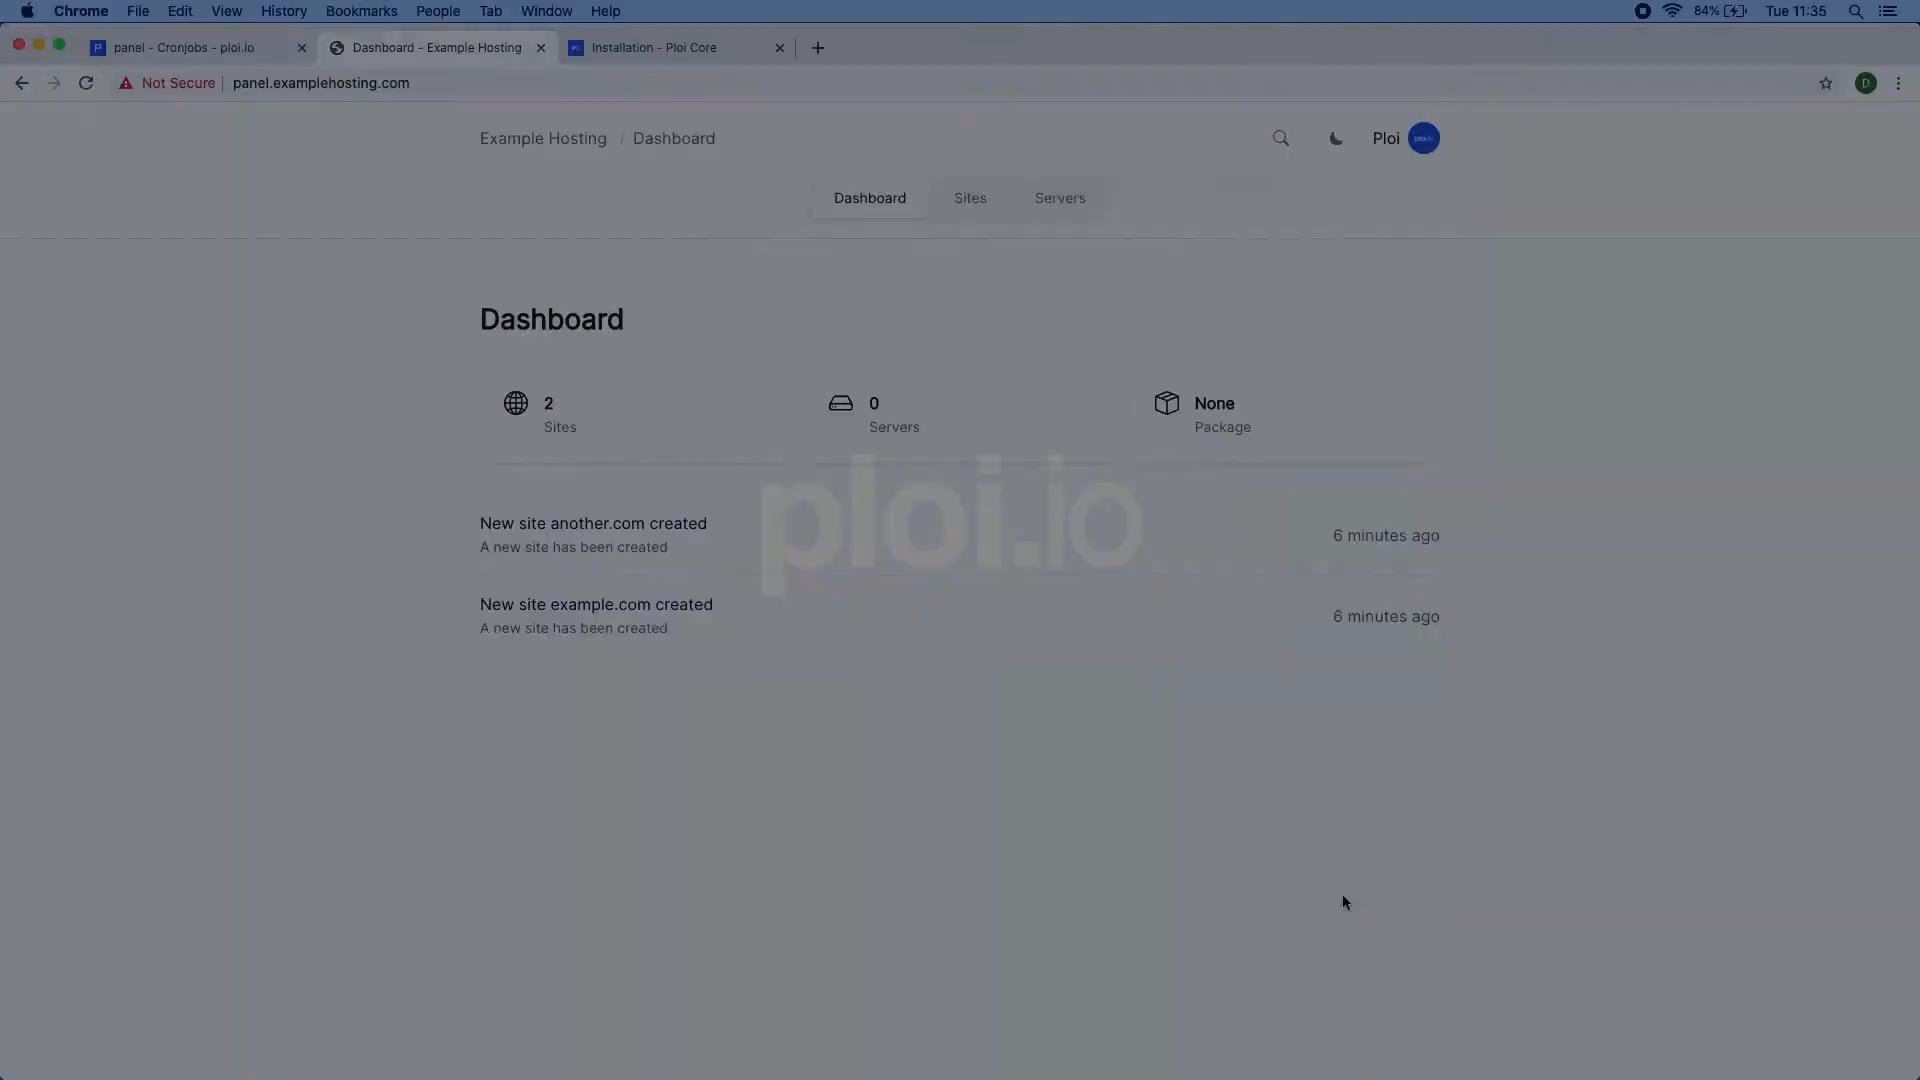 Chrome File Edit View History Bookmarks People Tab Window Help 84% Tue 11:35
panel - Cronjobs - ploi.io Dashboard - Example Hosting Installation - Ploi Core
Not Secure panel.examplehosting.com D
Example Hosting / Dashboard Ploi
Dashboard Sites Servers
Dashboard
2 0 None
Sites Servers Package
ploi.io
New site another.com created
A new site has been created 6 minutes ago
New site example.com created
A new site has been created 6 minutes ago